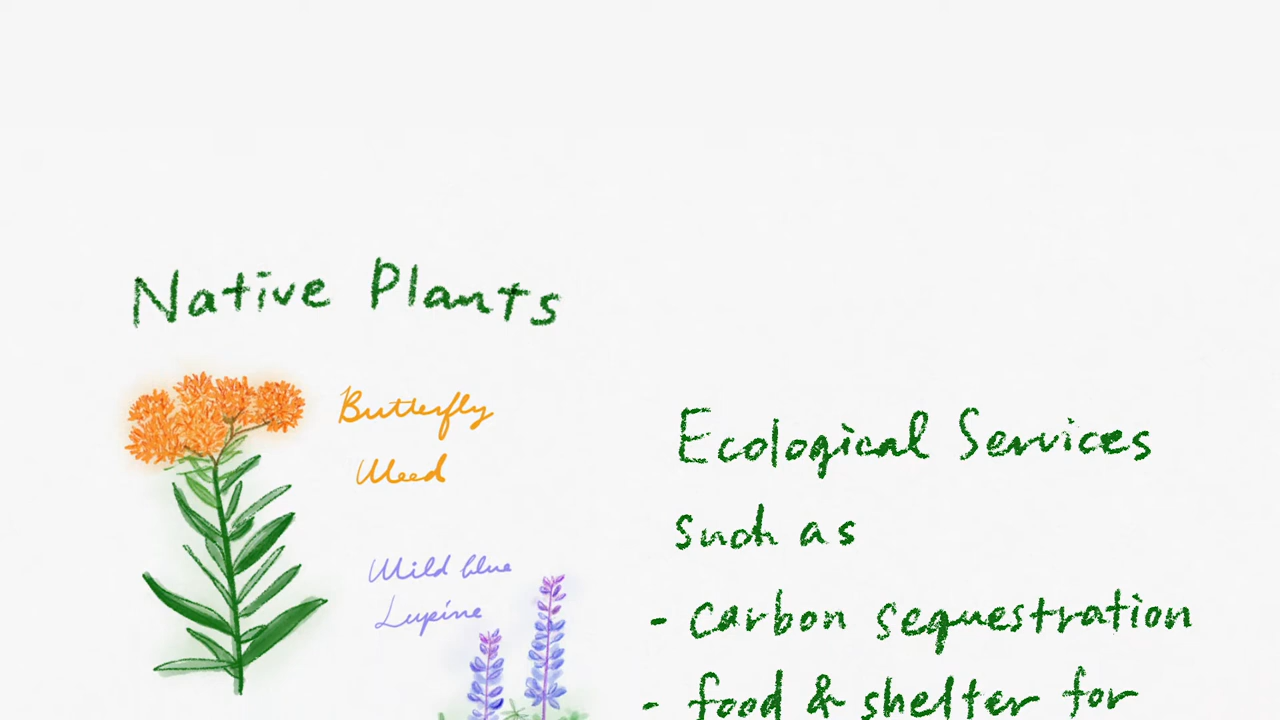 Native Plants
Butterfly
Weed
Wild blue
Lupine
Ecological Services
such as
- Carbon sequestration
- food & shelter for